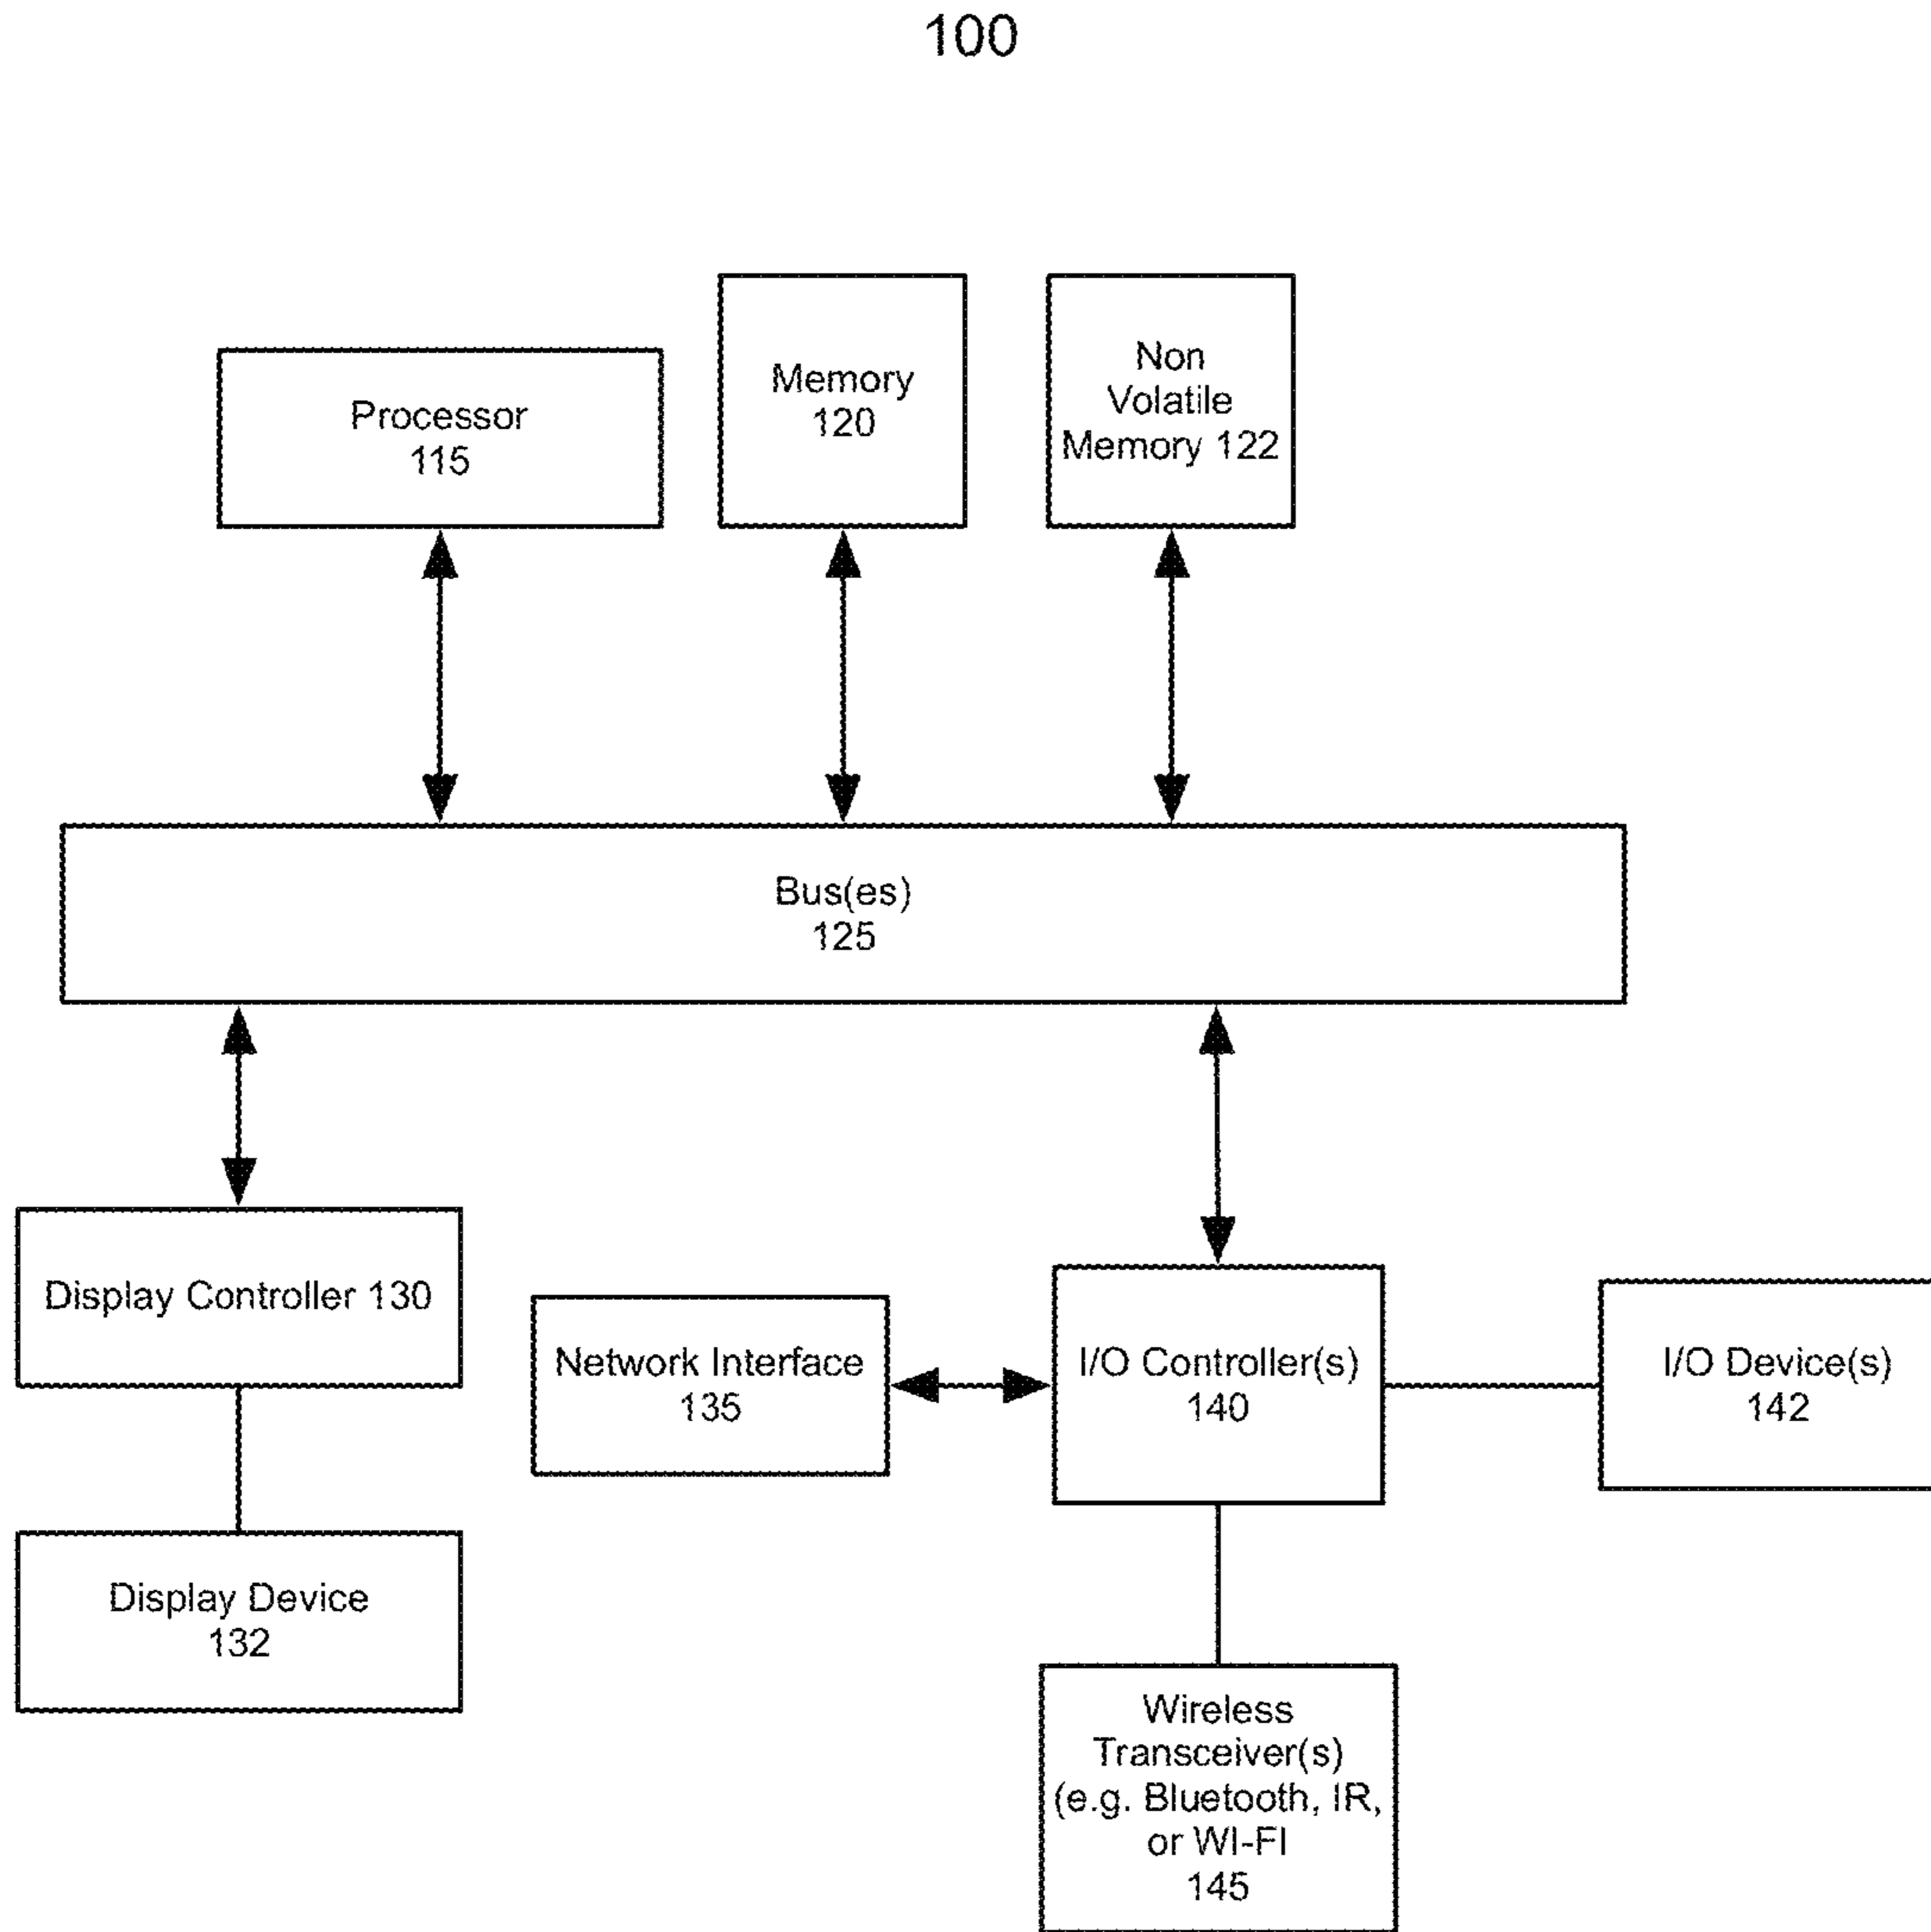 100
Processor
115
Memory
120
Non
Volatile
Memory 122
Bus(es)
125
Display Controller 130
Network Interface
135
I/O Controller(s)
140
I/O Device(s)
142
Display Device
132
Wireless
Transceiver(s)
(e.g. Bluetooth, IR,
or WI-FI
145